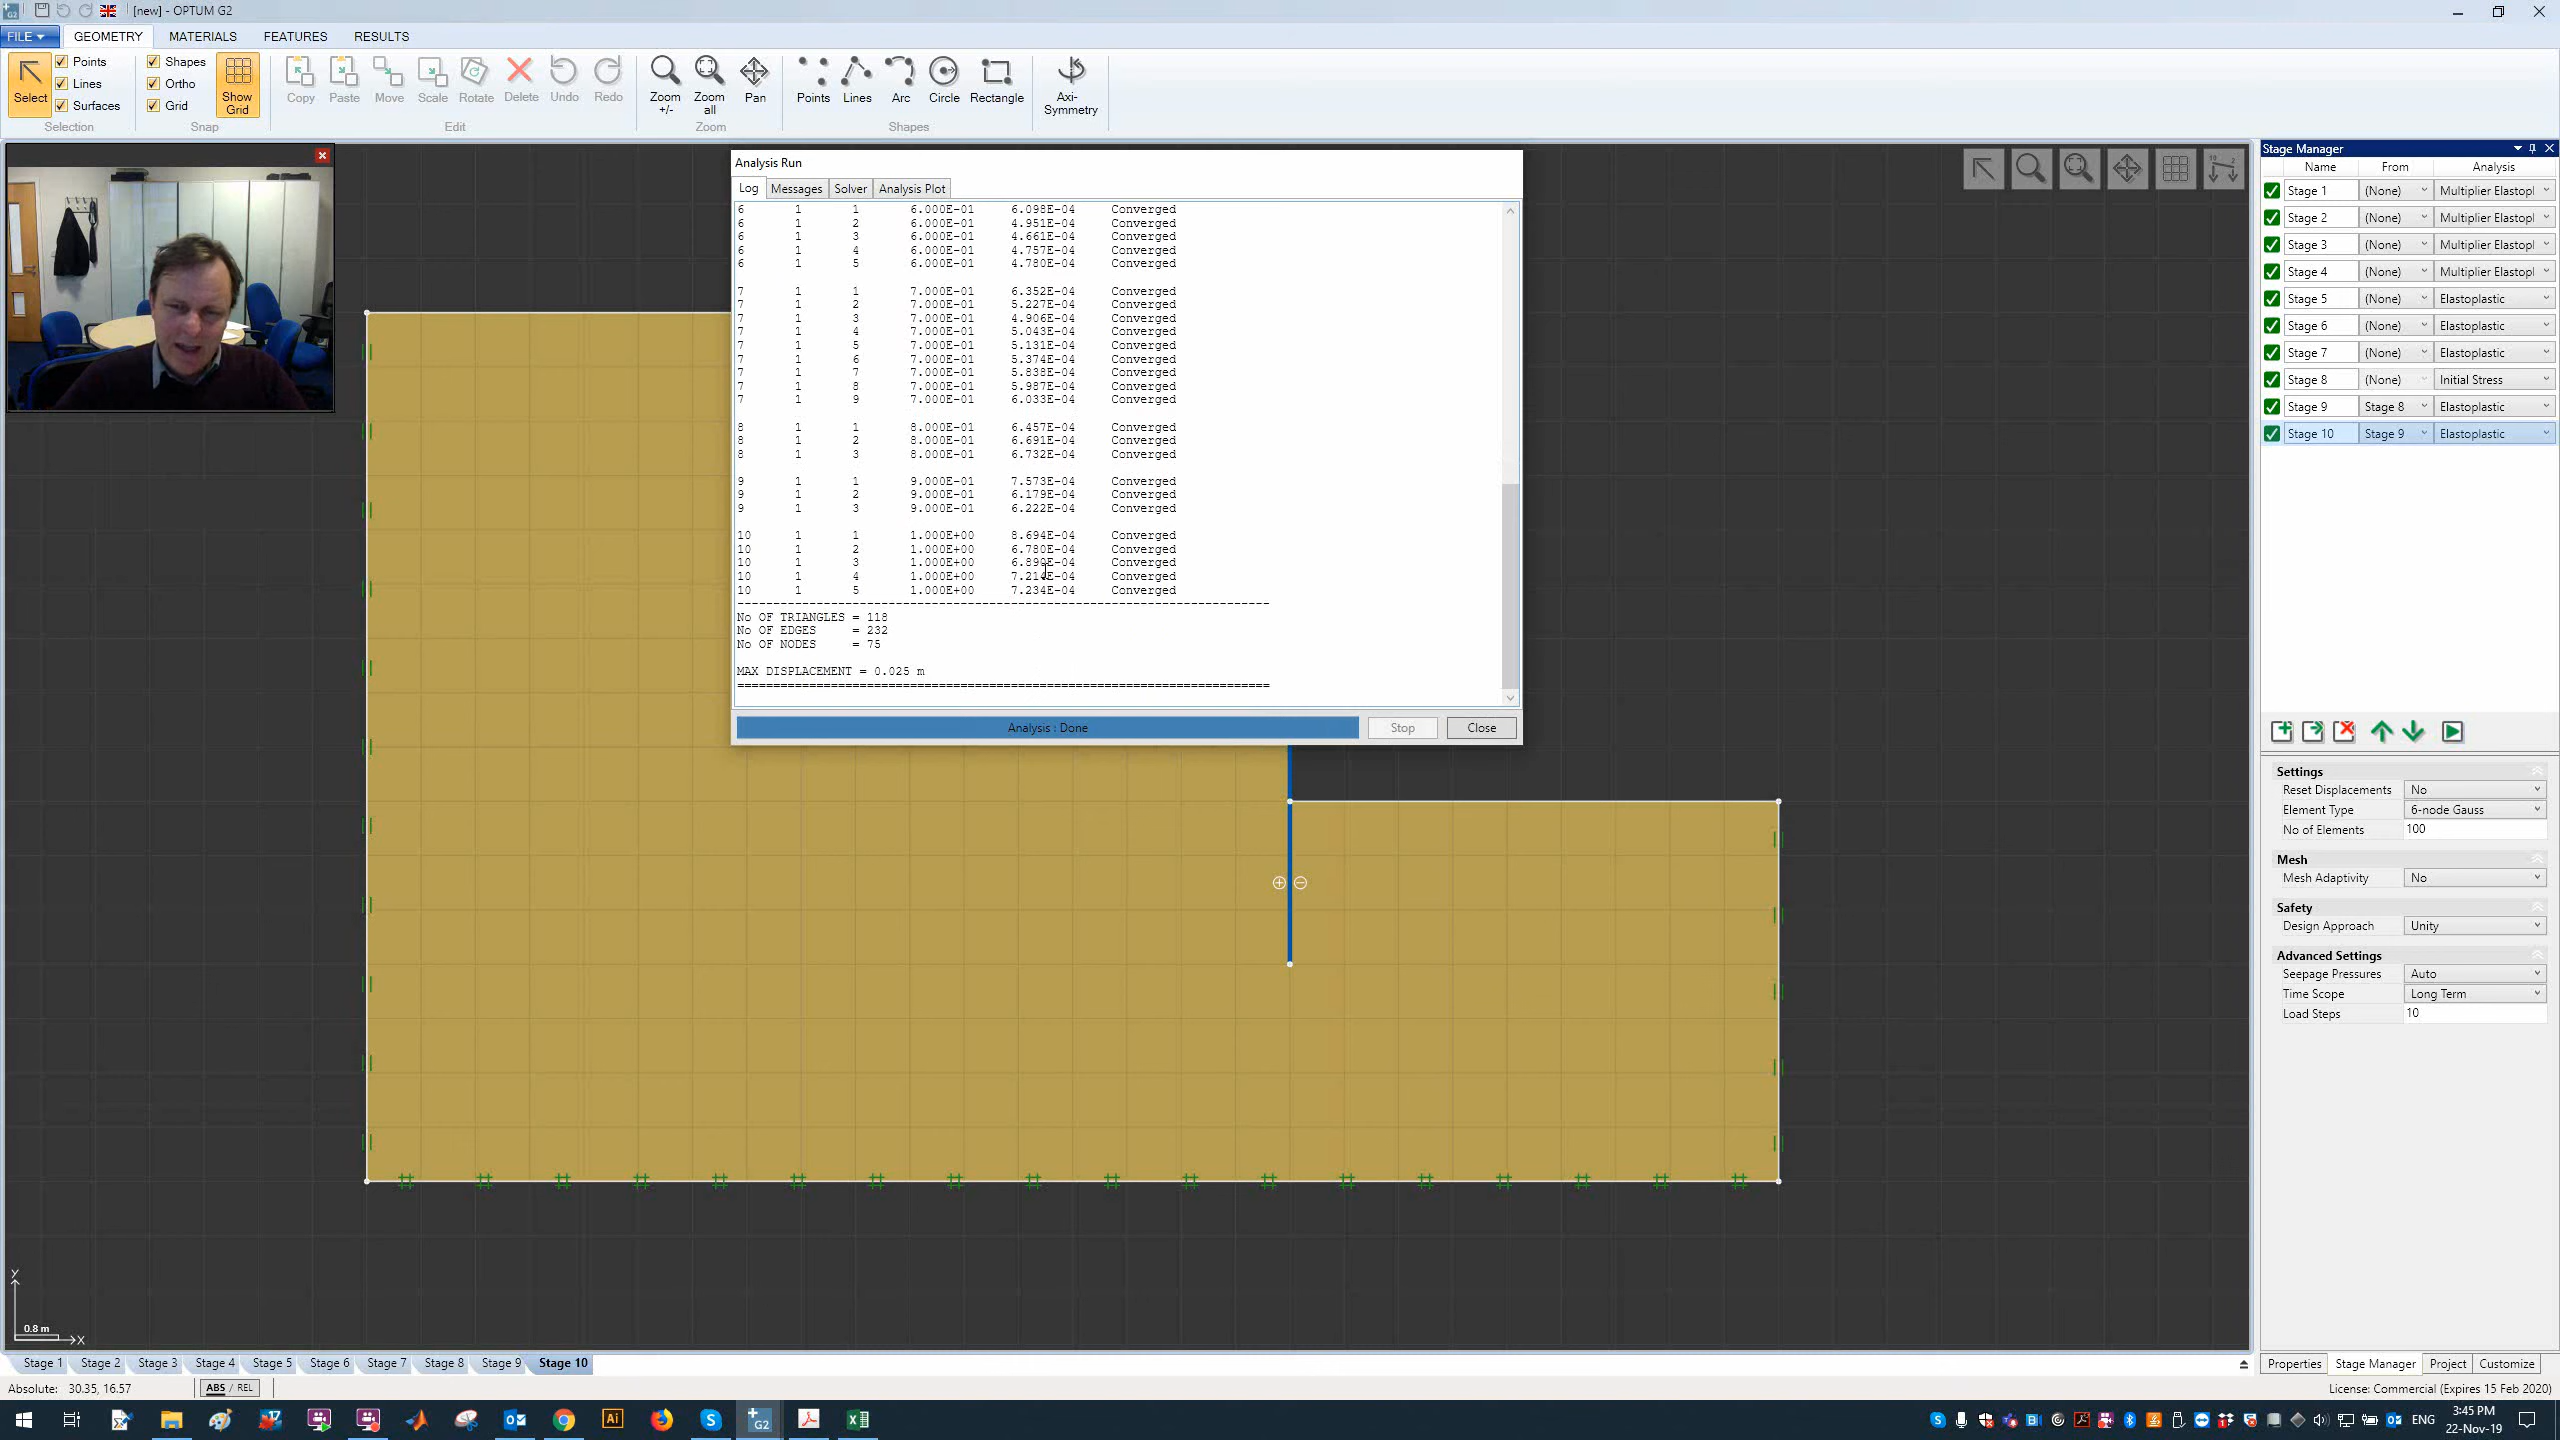 [new] - OPTUM G2
FILE GEOMETRY MATERIALS FEATURES RESULTS
Select
Points
Lines
Surfaces
Selection
Shapes
Ortho
Grid
Show Grid
Snap
Copy Paste Move Scale Rotate Delete Undo Redo
Edit
Zoom +/- Zoom all Pan
Zoom
Points Lines Arc Circle Rectangle
Shapes
Axi-Symmetry
Analysis Run
Log Messages Solver Analysis Plot
6 1 1 6.000E-01 6.098E-04 Converged
6 1 2 6.000E-01 4.951E-04 Converged
6 1 3 6.000E-01 4.661E-04 Converged
6 1 4 6.000E-01 4.757E-04 Converged
6 1 5 6.000E-01 4.780E-04 Converged
7 1 1 7.000E-01 6.352E-04 Converged
7 1 2 7.000E-01 5.227E-04 Converged
7 1 3 7.000E-01 4.906E-04 Converged
7 1 4 7.000E-01 5.043E-04 Converged
7 1 5 7.000E-01 5.131E-04 Converged
7 1 6 7.000E-01 5.374E-04 Converged
7 1 7 7.000E-01 5.838E-04 Converged
7 1 8 7.000E-01 5.987E-04 Converged
7 1 9 7.000E-01 6.033E-04 Converged
8 1 1 8.000E-01 6.457E-04 Converged
8 1 2 8.000E-01 6.691E-04 Converged
8 1 3 8.000E-01 6.732E-04 Converged
9 1 1 9.000E-01 7.573E-04 Converged
9 1 2 9.000E-01 6.179E-04 Converged
9 1 3 9.000E-01 6.222E-04 Converged
10 1 1 1.000E+00 8.694E-04 Converged
10 1 2 1.000E+00 6.780E-04 Converged
10 1 3 1.000E+00 6.890E-04 Converged
10 1 4 1.000E+00 7.214E-04 Converged
10 1 5 1.000E+00 7.234E-04 Converged
No OF TRIANGLES = 118
No OF EDGES = 232
No OF NODES = 75
MAX DISPLACEMENT = 0.025 m
Analysis : Done
Stop Close
Stage Manager
Name From Analysis
Stage 1 (None) Multiplier Elastopl
Stage 2 (None) Multiplier Elastopl
Stage 3 (None) Multiplier Elastopl
Stage 4 (None) Multiplier Elastopl
Stage 5 (None) Elastoplastic
Stage 6 (None) Elastoplastic
Stage 7 (None) Elastoplastic
Stage 8 (None) Initial Stress
Stage 9 Stage 8 Elastoplastic
Stage 10 Stage 9 Elastoplastic
Settings
Reset Displacements No
Element Type 6-node Gauss
No of Elements 100
Mesh
Mesh Adaptivity No
Safety
Design Approach Unity
Advanced Settings
Seepage Pressures Auto
Time Scope Long Term
Load Steps 10
Y
0.8 m
X
Stage 1 Stage 2 Stage 3 Stage 4 Stage 5 Stage 6 Stage 7 Stage 8 Stage 9 Stage 10
Properties Stage Manager Project Customize
Absolute: 30.35, 16.57 ABS / REL
License: Commercial (Expires 15 Feb 2020)
G2
Ai
ENG
3:45 PM
22-Nov-19